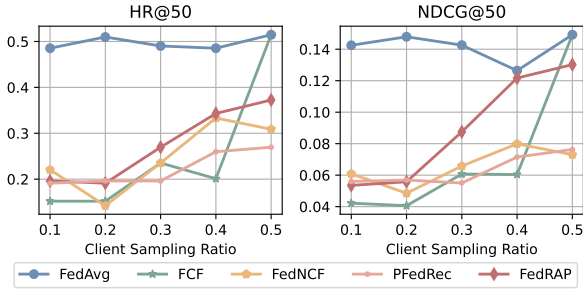 HR@50
0.5
0.4
0.3
0.2
0.1 0.2 0.3 0.4 0.5
Client Sampling Ratio
NDCG@50
0.14
0.12
0.10
0.08
0.06
0.04
0.1 0.2 0.3 0.4 0.5
Client Sampling Ratio
FedAvg FCF FedNCF PFedRec FedRAP